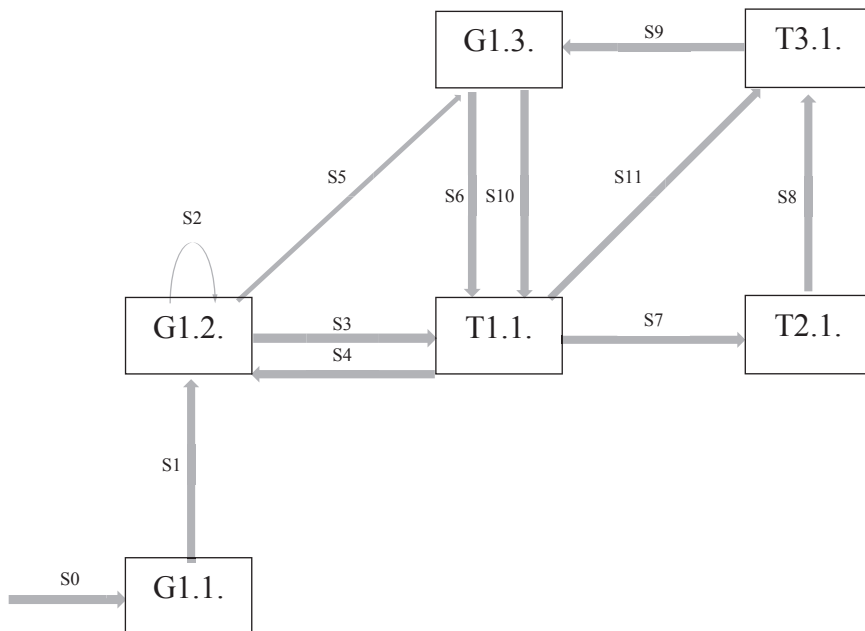 G1.3.
S9
T3.1.
S5
S6
S10
S11
S8
S2
G1.2.
S3
S4
T1.1.
S7
T2.1.
S1
S0
G1.1.